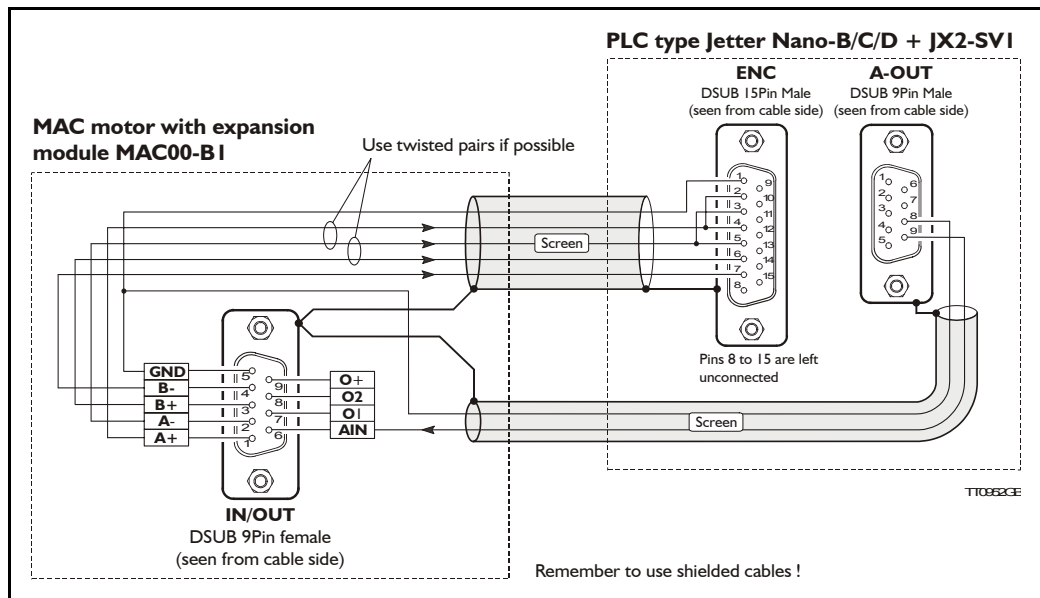 PLC type Jetter Nano-B/C/D + JX2-SV1
ENC
DSUB 15Pin Male
(seen from cable side)
A-OUT
DSUB 9Pin Male
(seen from cable side)
MAC motor with expansion
module MAC00-B1
Use twisted pairs if possible
1
2
3
4
5
6
7
8
9
10
11
12
13
14
15
1
2
3
4
5
6
7
8
9
Screen
Pins 8 to 15 are left
unconnected
GND
B-
B+
A-
A+
5
4
3
2
1
9
8
7
6
O+
O2
O1
AIN
Screen
IN/OUT
DSUB 9Pin female
(seen from cable side)
TT0952GB
Remember to use shielded cables !